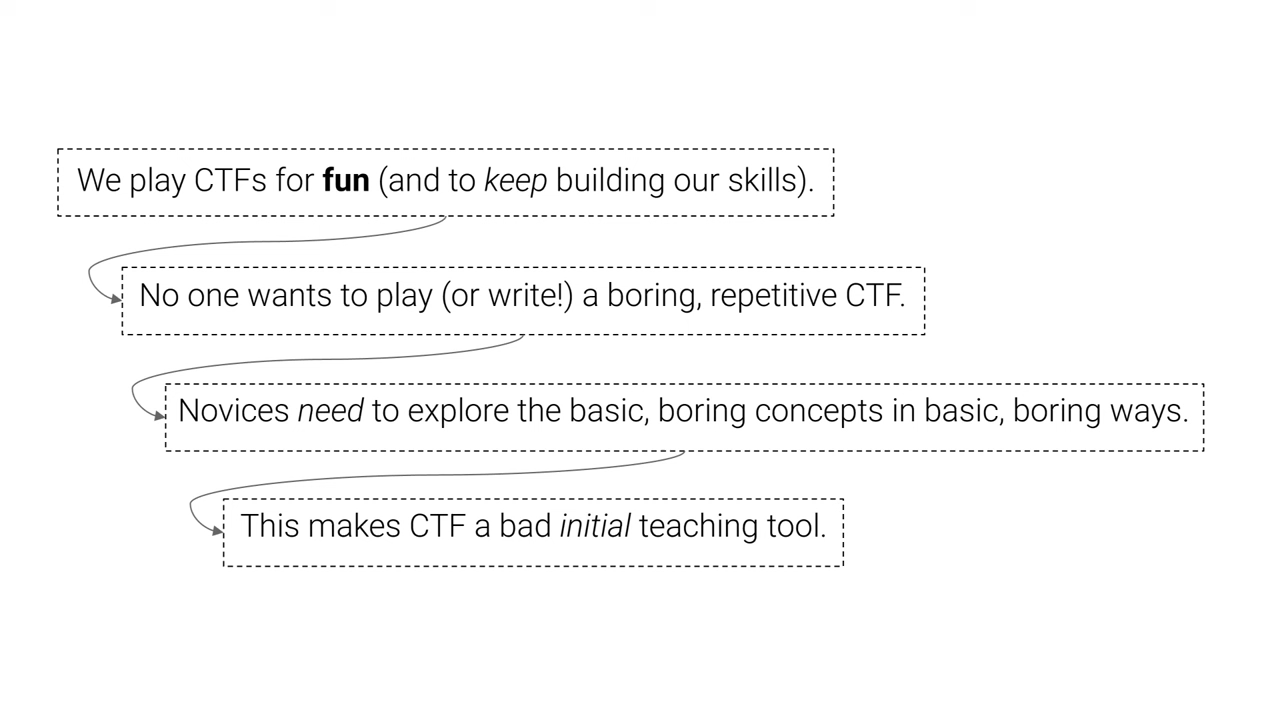 We play CTFs for fun (and to keep building our skills).
No one wants to play (or write!) a boring, repetitive CTF.
Novices need to explore the basic, boring concepts in basic, boring ways.
This makes CTF a bad initial teaching tool.